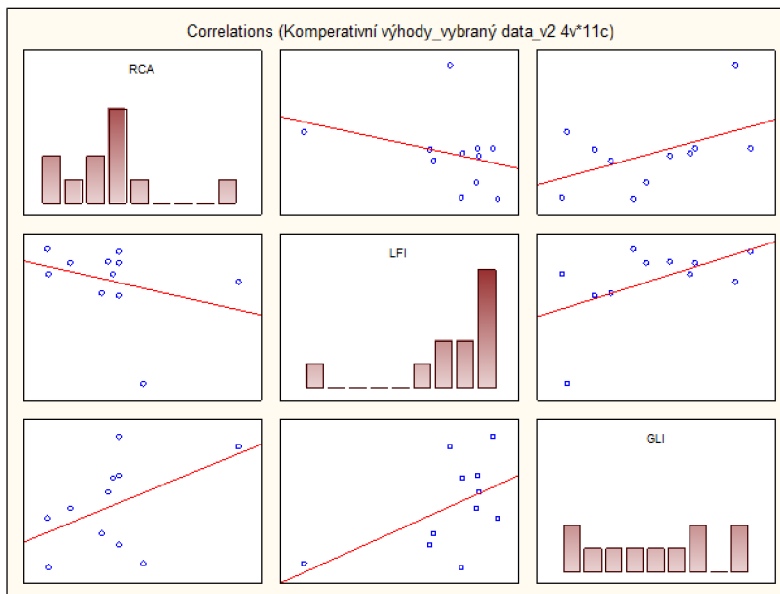 Correlations (Komperativní výhody_vybraný data_v2 4v*11c)
RCA
LFI
GLI